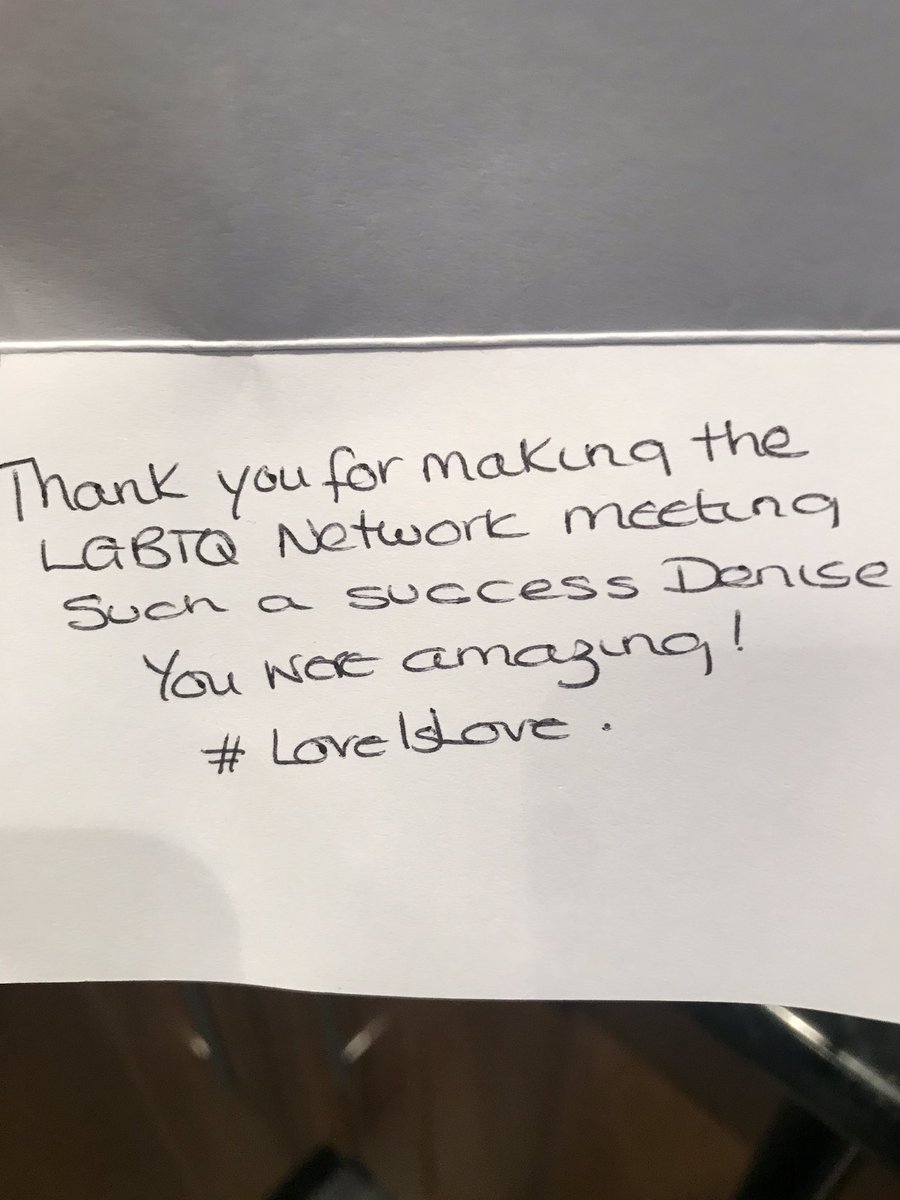 Thank you for making the
LGBTQ Network meeting
Such a success Denise
You were amazing!
# LoveIsLove.